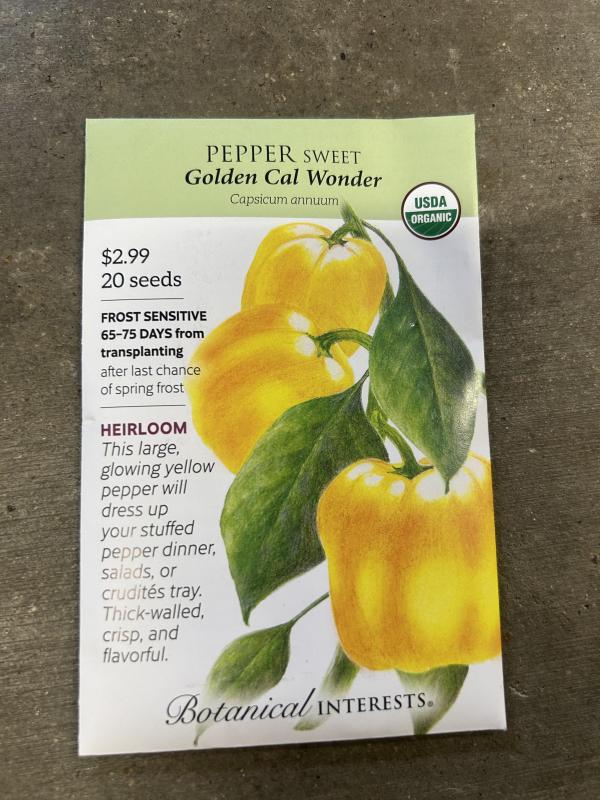 PEPPER SWEET
Golden Cal Wonder
Capsicum annuum
USDA
ORGANIC
$2.99
20 seeds
FROST SENSITIVE
65–75 DAYS from
transplanting
after last chance
of spring frost
HEIRLOOM
This large,
glowing yellow
pepper will
dress up
your stuffed
pepper dinner,
salads, or
crudités tray.
Thick-walled,
crisp, and
flavorful.
Botanical INTERESTS®